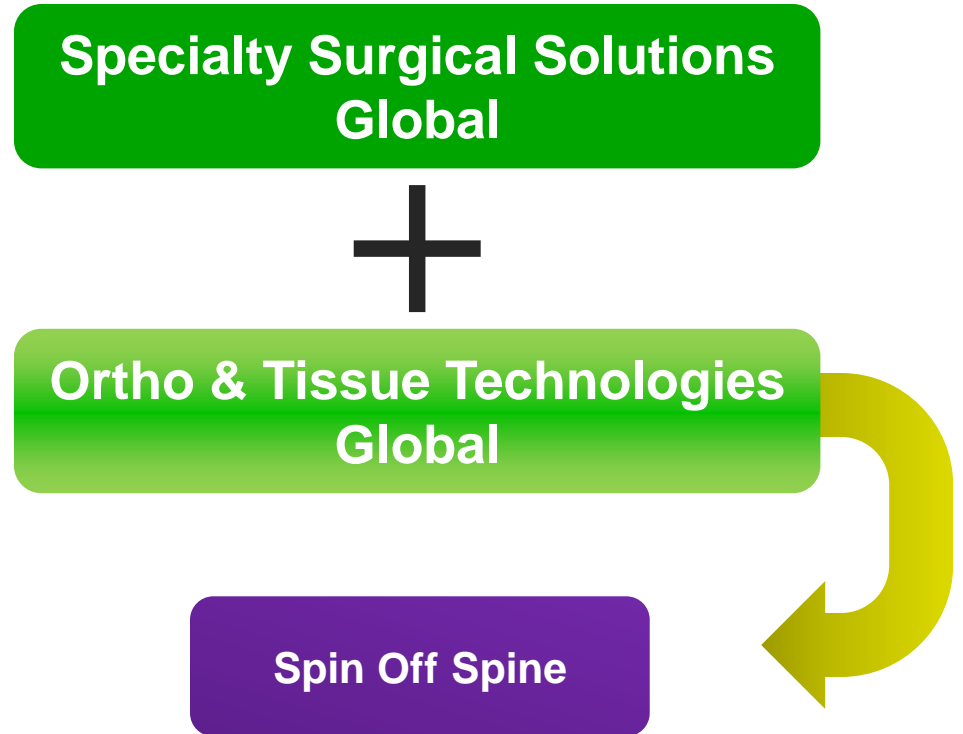 Specialty Surgical Solutions
Global
Ortho & Tissue Technologies
Global
Spin Off Spine